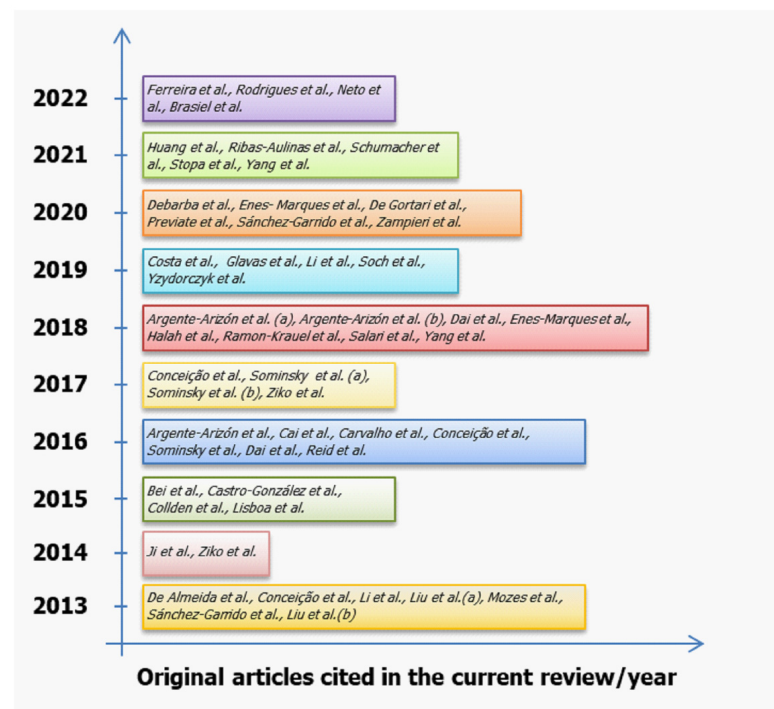 2022
Ferreira et al., Rodrigues et al., Neto et
al., Brasiel et al.
2021
Huang et al., Ribas-Aulinas et al., Schumacher et
al., Stopa et al., Yang et al.
2020
Debarba et al., Enes- Marques et al., De Gortari et al.,
Previate et al., Sánchez-Garrido et al., Zampieri et al.
2019
Costa et al., Glavas et al., Li et al., Soch et al.,
Yzydorczyk et al.
2018
Argente-Arizón et al. (a), Argente-Arizón et al. (b), Dai et al., Enes-Marques et al.,
Halah et al., Ramon-Krauel et al., Salari et al., Yang et al.
2017
Conceição et al., Sominsky et al. (a),
Sominsky et al. (b), Ziko et al.
2016
Argente-Arizón et al., Cai et al., Carvalho et al., Conceição et al.,
Sominsky et al., Dai et al., Reid et al.
2015
Bei et al., Castro-González et al.,
Collden et al., Lisboa et al.
2014
Ji et al., Ziko et al.
2013
De Almeida et al., Conceição et al., Li et al., Liu et al.(a), Mozes et al.,
Sánchez-Garrido et al., Liu et al.(b)
Original articles cited in the current review/year